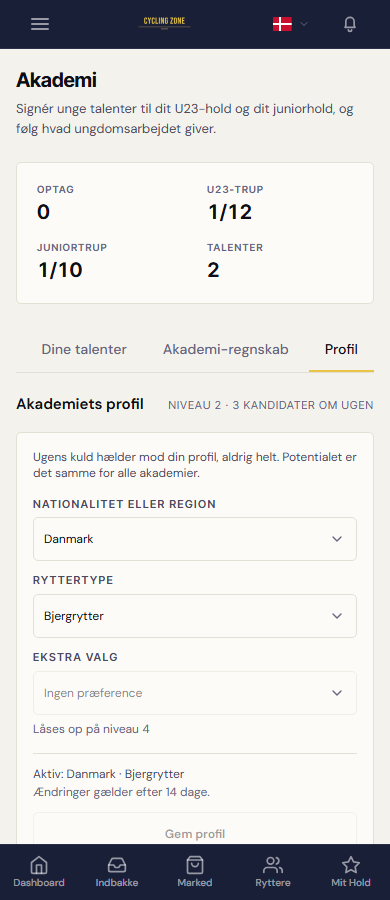 CYCLING ZONE
Akademi
Signér unge talenter til dit U23-hold og dit juniorhold, og
følg hvad ungdomsarbejdet giver.
OPTAG
U23-TRUP
0
1/12
JUNIORTRUP
TALENTER
1/10
2
Dine talenter
Akademi-regnskab
Profil
Akademiets profil
NIVEAU 2 · 3 KANDIDATER OM UGEN
Ugens kuld hælder mod din profil, aldrig helt. Potentialet er
det samme for alle akademier.
NATIONALITET ELLER REGION
Danmark
RYTTERTYPE
Bjergrytter
EKSTRA VALG
Ingen præference
Låses op på niveau 4
Aktiv: Danmark · Bjergrytter
Ændringer gælder efter 14 dage.
Gem profil
Dashboard
Indbakke
Marked
Ryttere
Mit Hold